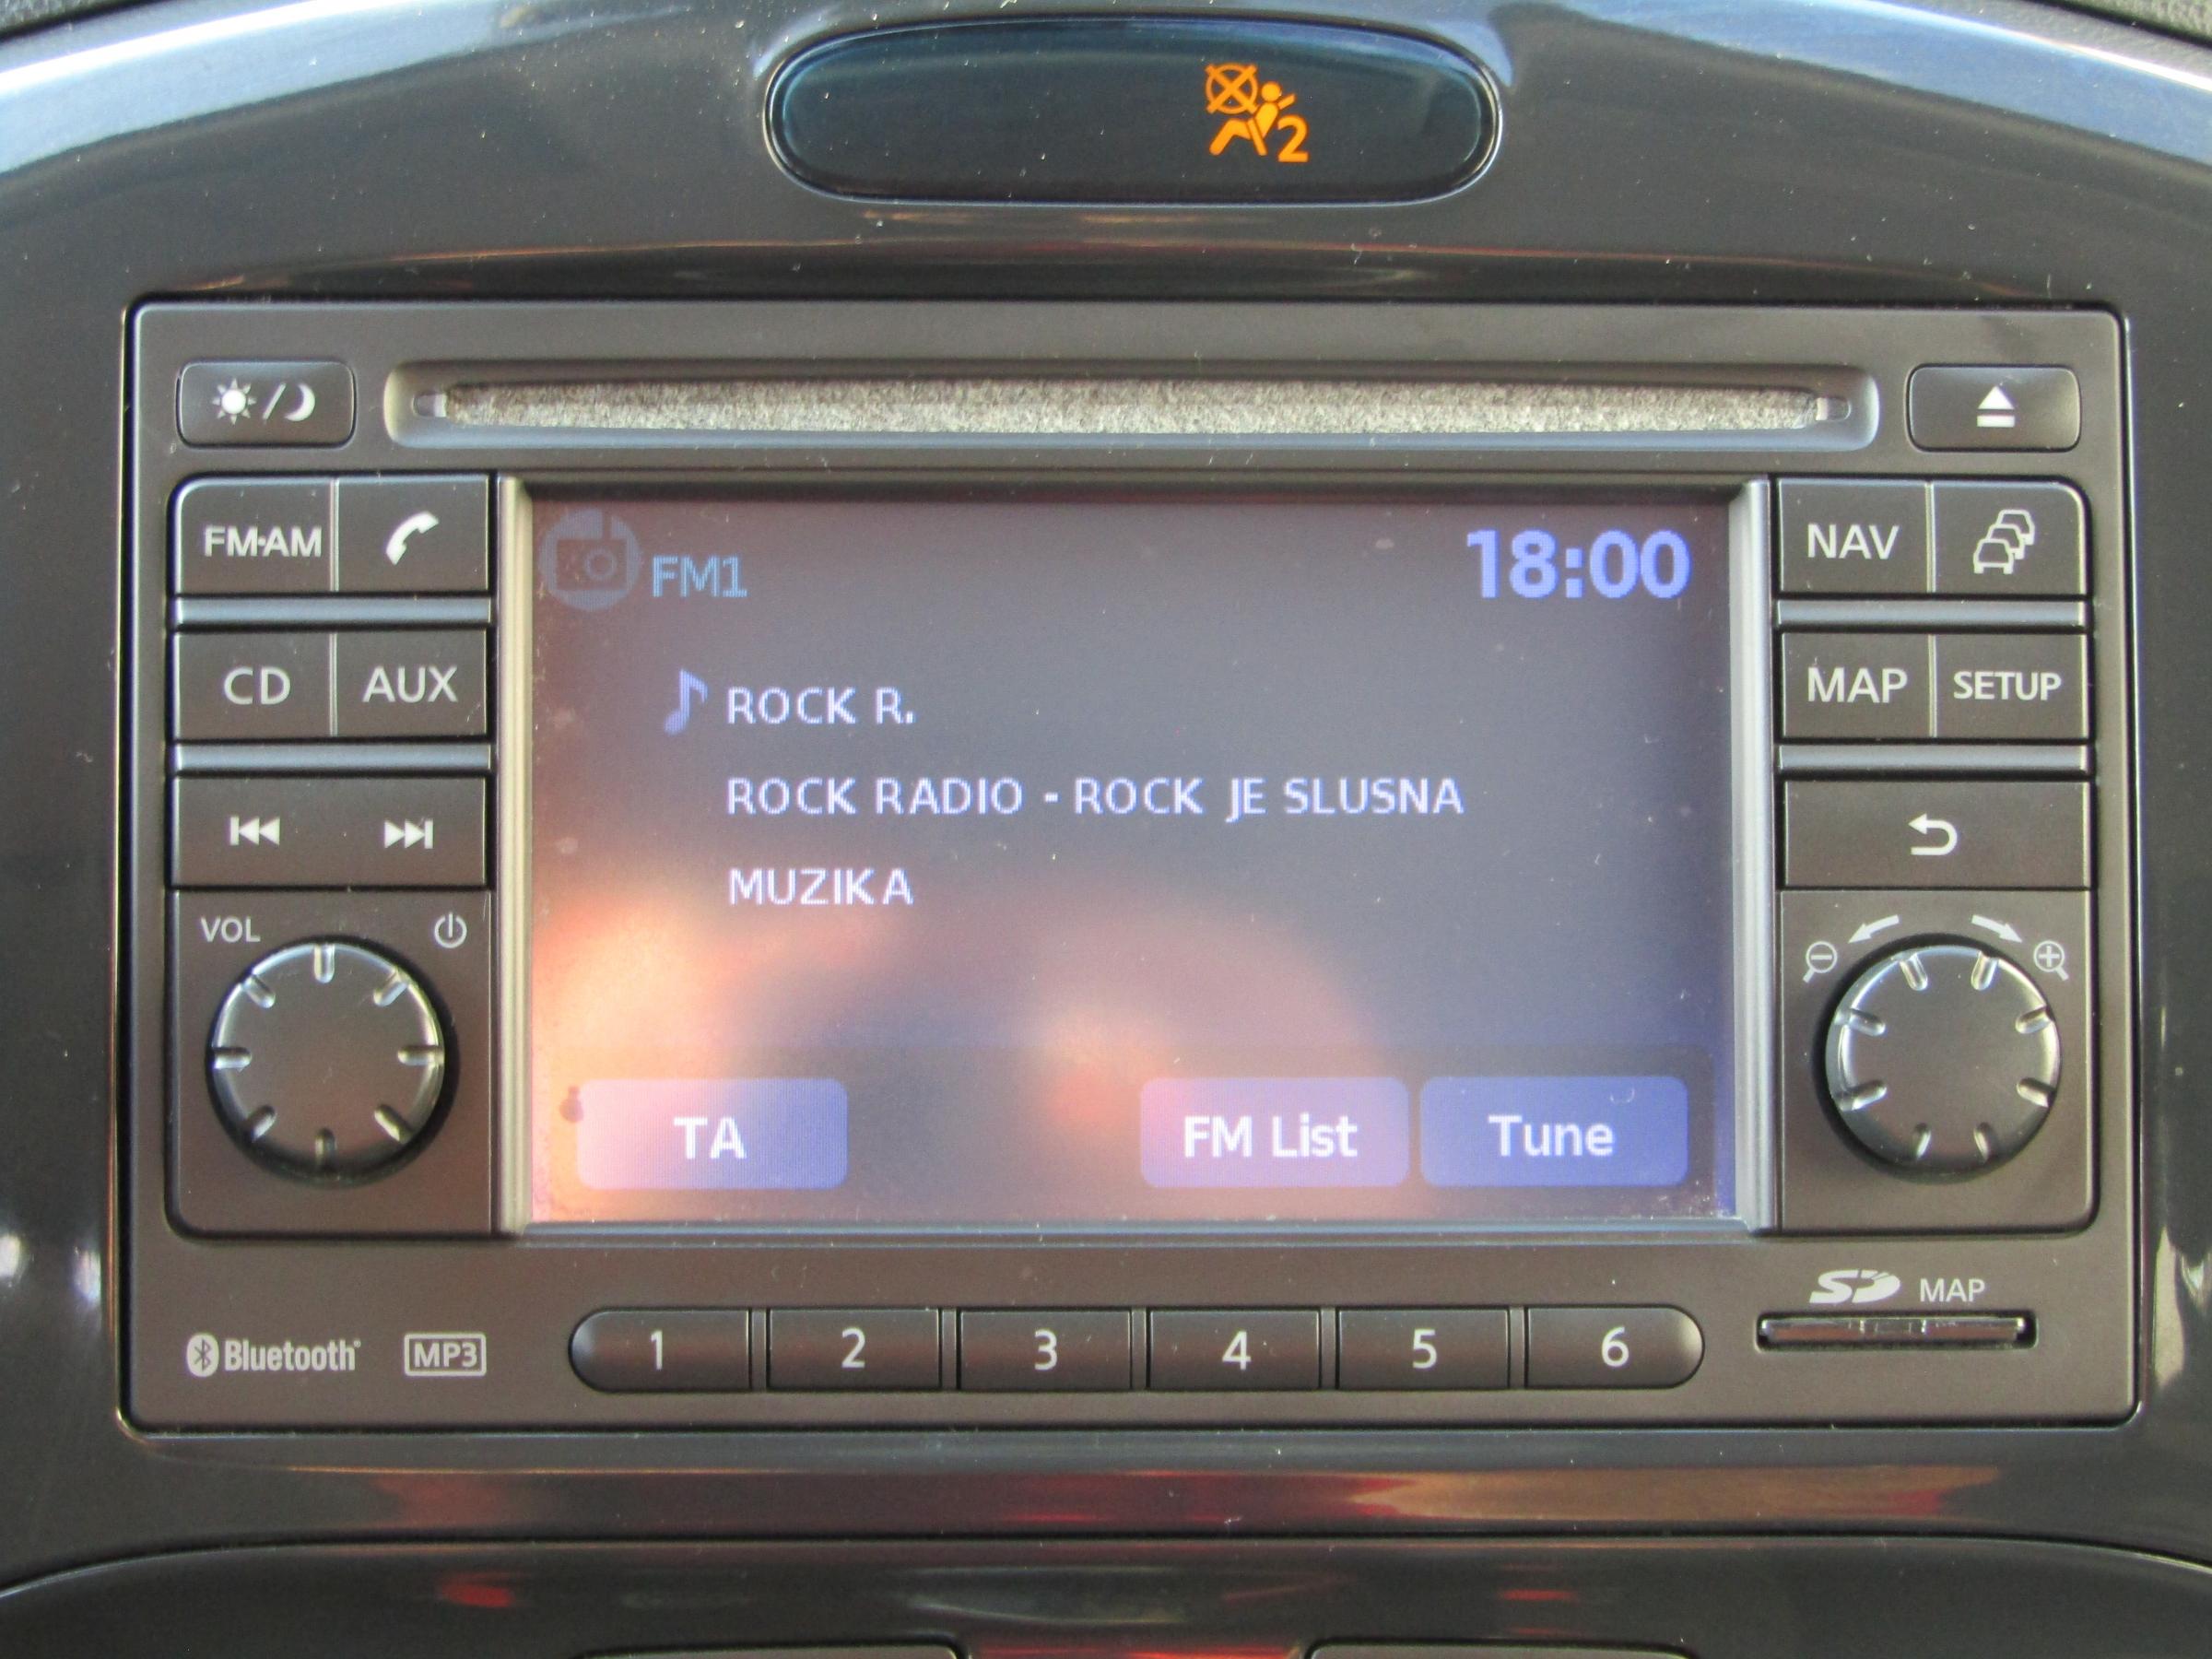 2
FM•AM
FM1
18:00
NAV
CD
AUX
ROCK R.
MAP
SETUP
ROCK RADIO - ROCK JE SLUSNA
MUZIKA
VOL
TA
FM List
Tune
Bluetooth
MP3
1
2
3
4
5
6
SD
MAP